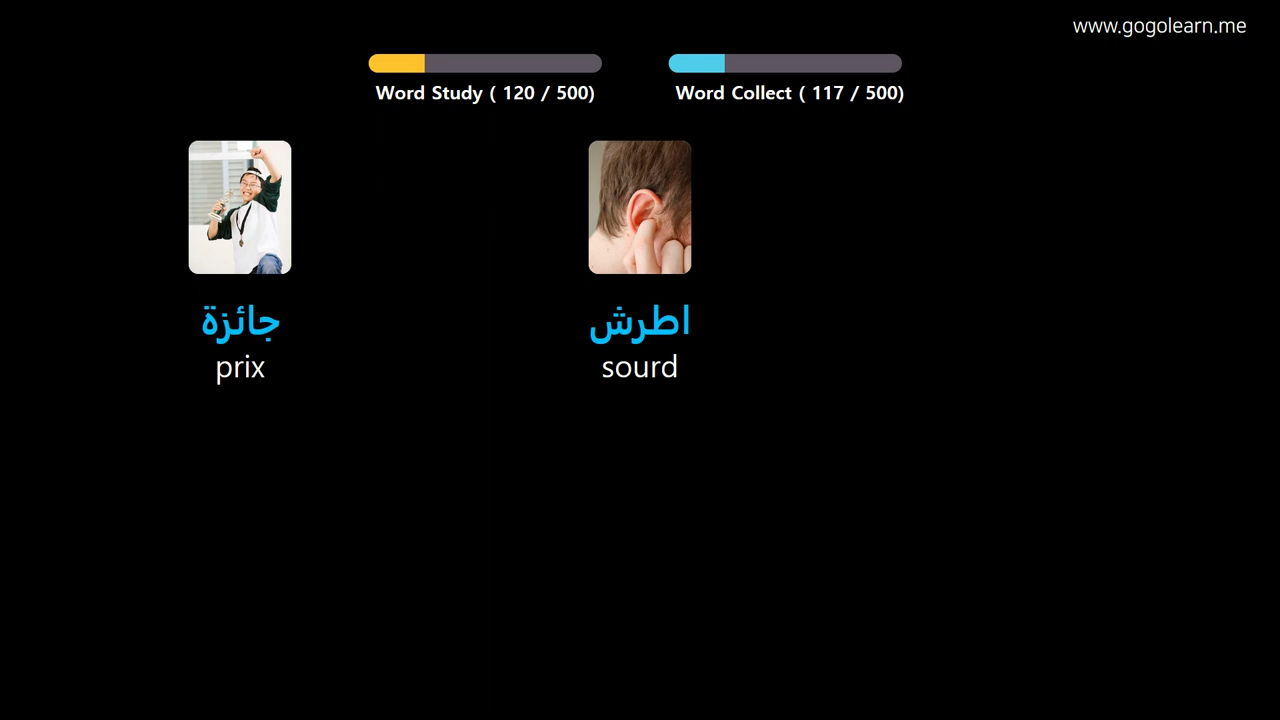 www.gogolearn.me
Word Study ( 120 / 500)
Word Collect ( 117 / 500)
جائزة
prix
اطرش
sourd